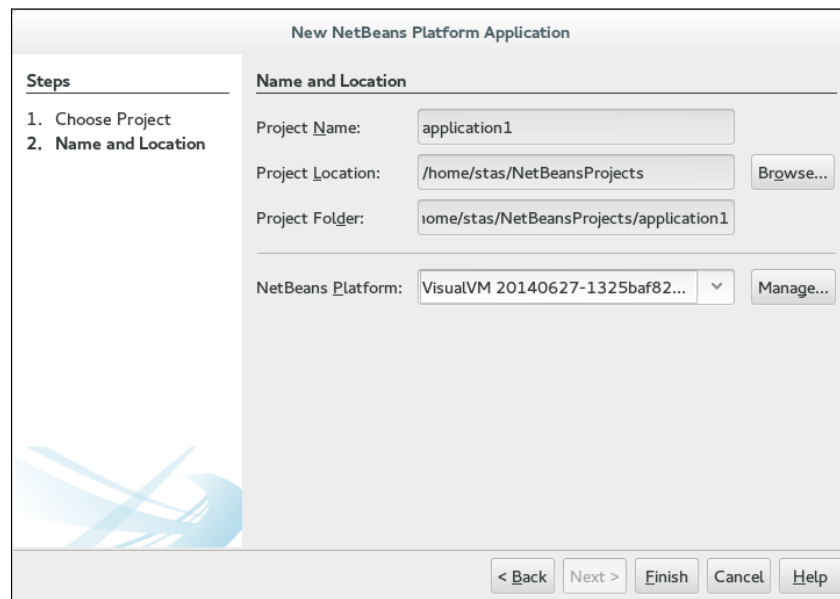 New NetBeans Platform Application
Steps
1. Choose Project
2. Name and Location
Name and Location
Project Name: application1
Project Location: /home/stas/NetBeansProjects Browse...
Project Folder: ome/stas/NetBeansProjects/application1
NetBeans Platform: VisualVM 20140627-1325baf82... Manage...
< Back Next > Finish Cancel Help